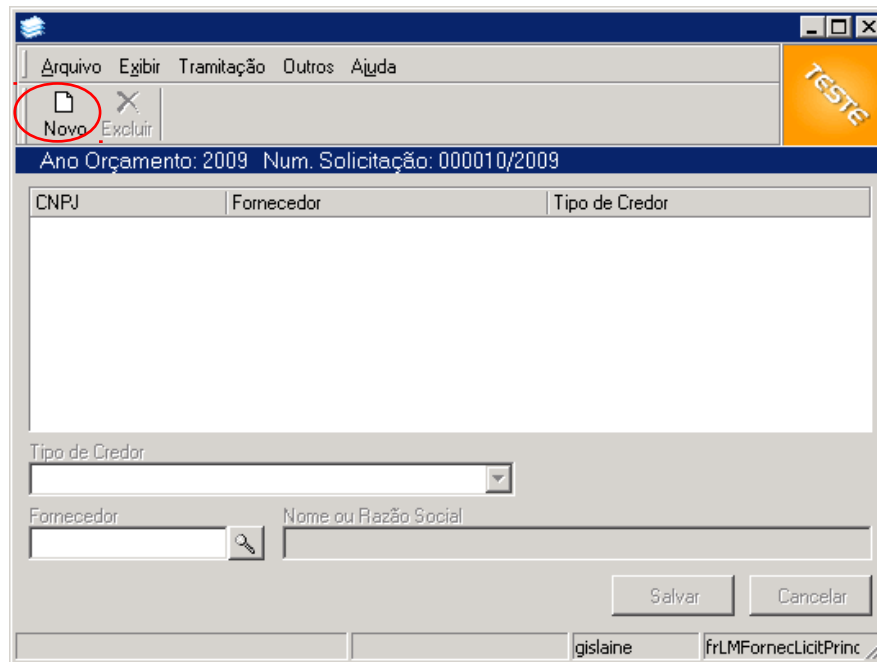 Arquivo Exibir Tramitação Outros Ajuda
TESTE
Novo Excluir
Ano Orçamento: 2009 Num. Solicitação: 000010/2009
CNPJ Fornecedor Tipo de Credor
Tipo de Credor
Fornecedor Nome ou Razão Social
Salvar Cancelar
gislaine frLMFornecLicitPrinc